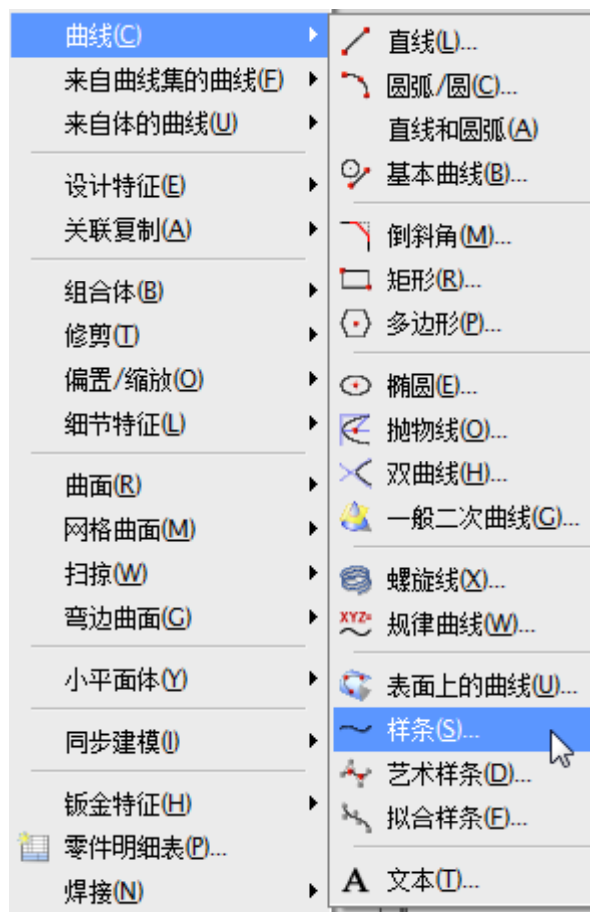 曲线(C)
来自曲线集的曲线(F)
来自体的曲线(U)
设计特征(E)
关联复制(A)
组合体(B)
修剪(T)
偏置/缩放(O)
细节特征(L)
曲面(R)
网格曲面(M)
扫掠(W)
弯边曲面(G)
小平面体(Y)
同步建模(I)
钣金特征(H)
零件明细表(P)...
焊接(N)
直线(L)...
圆弧/圆(C)...
直线和圆弧(A)
基本曲线(B)...
倒斜角(M)...
矩形(R)...
多边形(P)...
椭圆(E)...
抛物线(O)...
双曲线(H)...
一般二次曲线(G)...
螺旋线(X)...
XYZ=
规律曲线(W)...
表面上的曲线(U)...
样条(S)...
艺术样条(D)...
拟合样条(F)...
A 文本(T)...